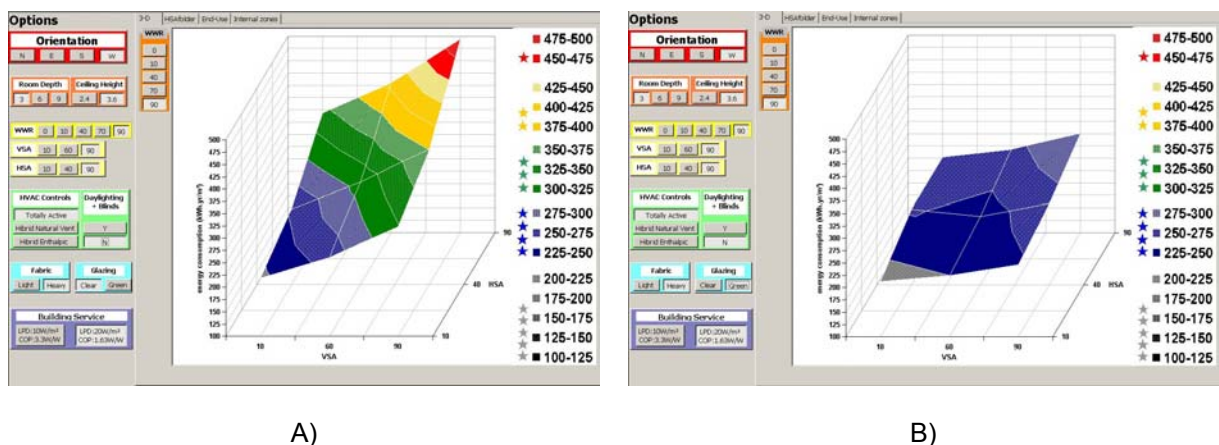 Options
Orientation
N E S W
Room Depth Ceiling Height
3 6 9 2.4 3.6
WWR 0 10 40 70 90
VSA 10 60 90
HSA 10 40 90
HVAC Controls Daylighting + Blinds
Totally Active
Hibrid Natural Vent Y
Hibrid Enthalpic N
Fabric Glazing
Light Heavy Clear Green
Building Service
LPD:10W/m² LPD:20W/m²
COP:3.3W/W COP:1.63W/W
3-D HSAfolder End-Use Internal zones
WWR
0
10
40
70
90
energy consumption (kWh.yr/m²)
500
475
450
425
400
375
350
325
300
275
250
225
200
175
150
125
100
10 60 90
VSA
10
40 HSA
90
475-500
450-475
425-450
400-425
375-400
350-375
325-350
300-325
275-300
250-275
225-250
200-225
175-200
150-175
125-150
100-125
A)
Options
Orientation
N E S W
Room Depth Ceiling Height
3 6 9 2.4 3.6
WWR 0 10 40 70 90
VSA 10 60 90
HSA 10 40 90
HVAC Controls Daylighting + Blinds
Totally Active
Hibrid Natural Vent Y
Hibrid Enthalpic N
Fabric Glazing
Light Heavy Clear Green
Building Service
LPD:10W/m² LPD:20W/m²
COP:3.3W/W COP:1.63W/W
3-D HSAfolder End-Use Internal zones
WWR
0
10
40
70
90
energy consumption (kWh.yr/m²)
500
475
450
425
400
375
350
325
300
275
250
225
200
175
150
125
100
10 60 90
VSA
10
40 HSA
90
475-500
450-475
425-450
400-425
375-400
350-375
325-350
300-325
275-300
250-275
225-250
200-225
175-200
150-175
125-150
100-125
B)